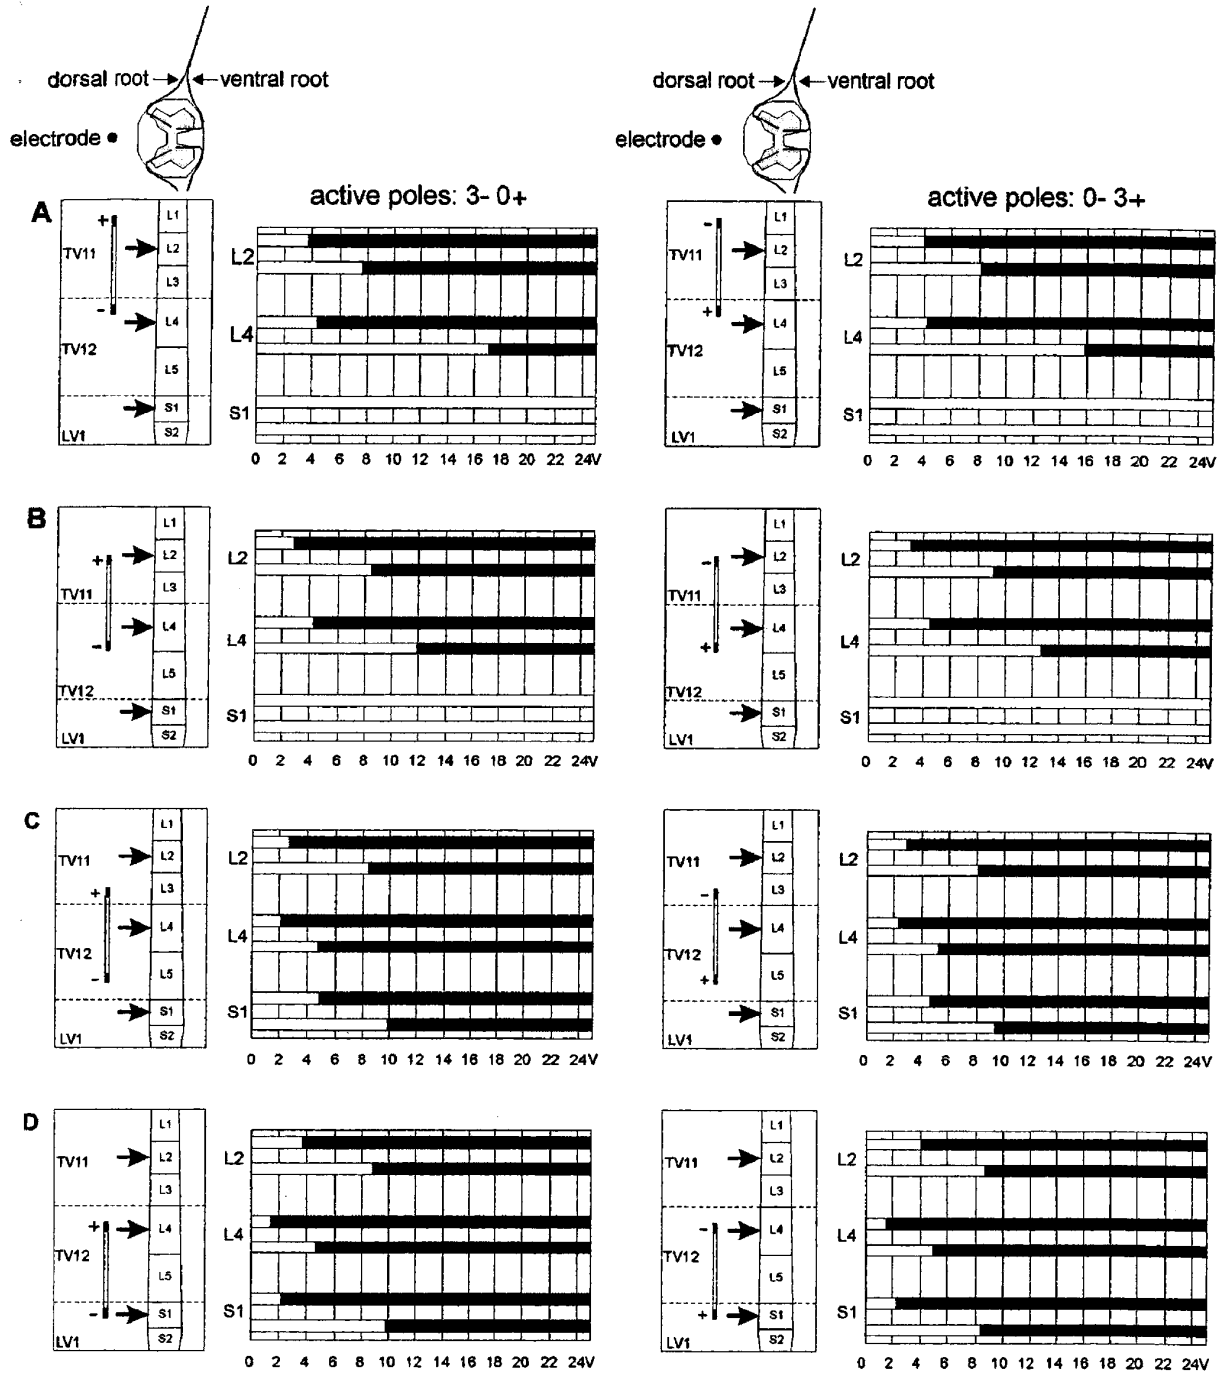 dorsal root ventral root
electrode
dorsal root ventral root
electrode
A
active poles: 3- 0+
active poles: 0- 3+
+
-
TV11
TV12
LV1
L1
L2
L3
L4
L5
S1
S2
L2
L4
S1
0 2 4 6 8 10 12 14 16 18 20 22 24V
-
+
TV11
TV12
LV1
L1
L2
L3
L4
L5
S1
S2
L2
L4
S1
0 2 4 6 8 10 12 14 16 18 20 22 24V
B
+
-
TV11
TV12
LV1
L1
L2
L3
L4
L5
S1
S2
L2
L4
S1
0 2 4 6 8 10 12 14 16 18 20 22 24V
-
+
TV11
TV12
LV1
L1
L2
L3
L4
L5
S1
S2
L2
L4
S1
0 2 4 6 8 10 12 14 16 18 20 22 24V
C
+
-
TV11
TV12
LV1
L1
L2
L3
L4
L5
S1
S2
L2
L4
S1
0 2 4 6 8 10 12 14 16 18 20 22 24V
-
+
TV11
TV12
LV1
L1
L2
L3
L4
L5
S1
S2
L2
L4
S1
0 2 4 6 8 10 12 14 16 18 20 22 24V
D
+
-
TV11
TV12
LV1
L1
L2
L3
L4
L5
S1
S2
L2
L4
S1
0 2 4 6 8 10 12 14 16 18 20 22 24V
-
+
TV11
TV12
LV1
L1
L2
L3
L4
L5
S1
S2
L2
L4
S1
0 2 4 6 8 10 12 14 16 18 20 22 24V